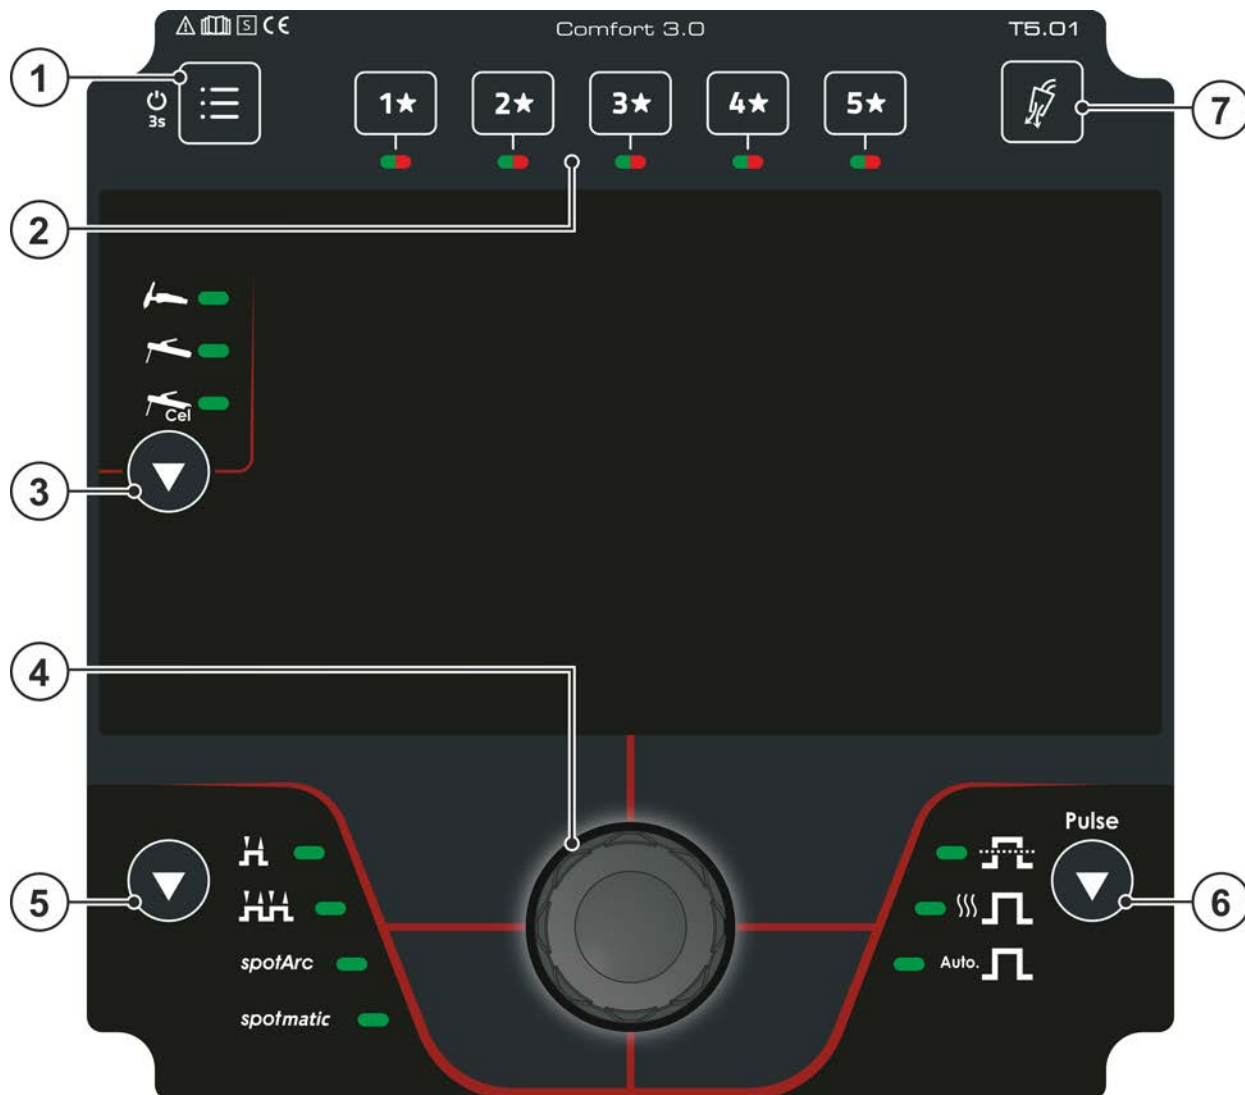 S CE Comfort 3.0 T5.01
1
3s
1★ 2★ 3★ 4★ 5★
7
2
Cel
3
4
Pulse
5
6
spotArc
Auto.
spotmatic